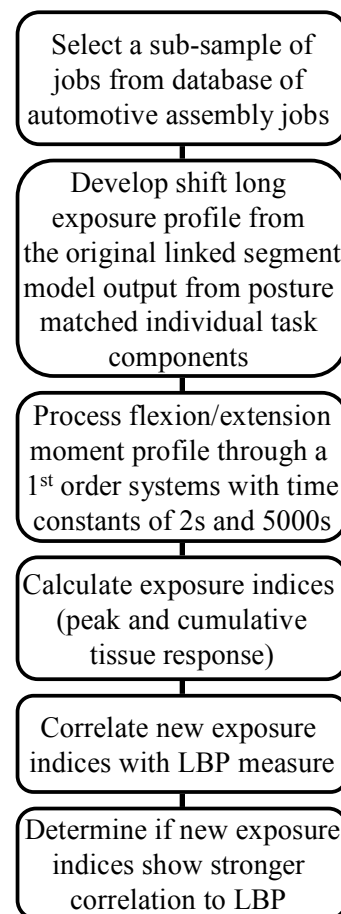 Select a sub-sample of
jobs from database of
automotive assembly jobs
Develop shift long
exposure profile from
the original linked segment
model output from posture
matched individual task
components
Process flexion/extension
moment profile through a
1st order systems with time
constants of 2s and 5000s
Calculate exposure indices
(peak and cumulative
tissue response)
Correlate new exposure
indices with LBP measure
Determine if new exposure
indices show stronger
correlation to LBP